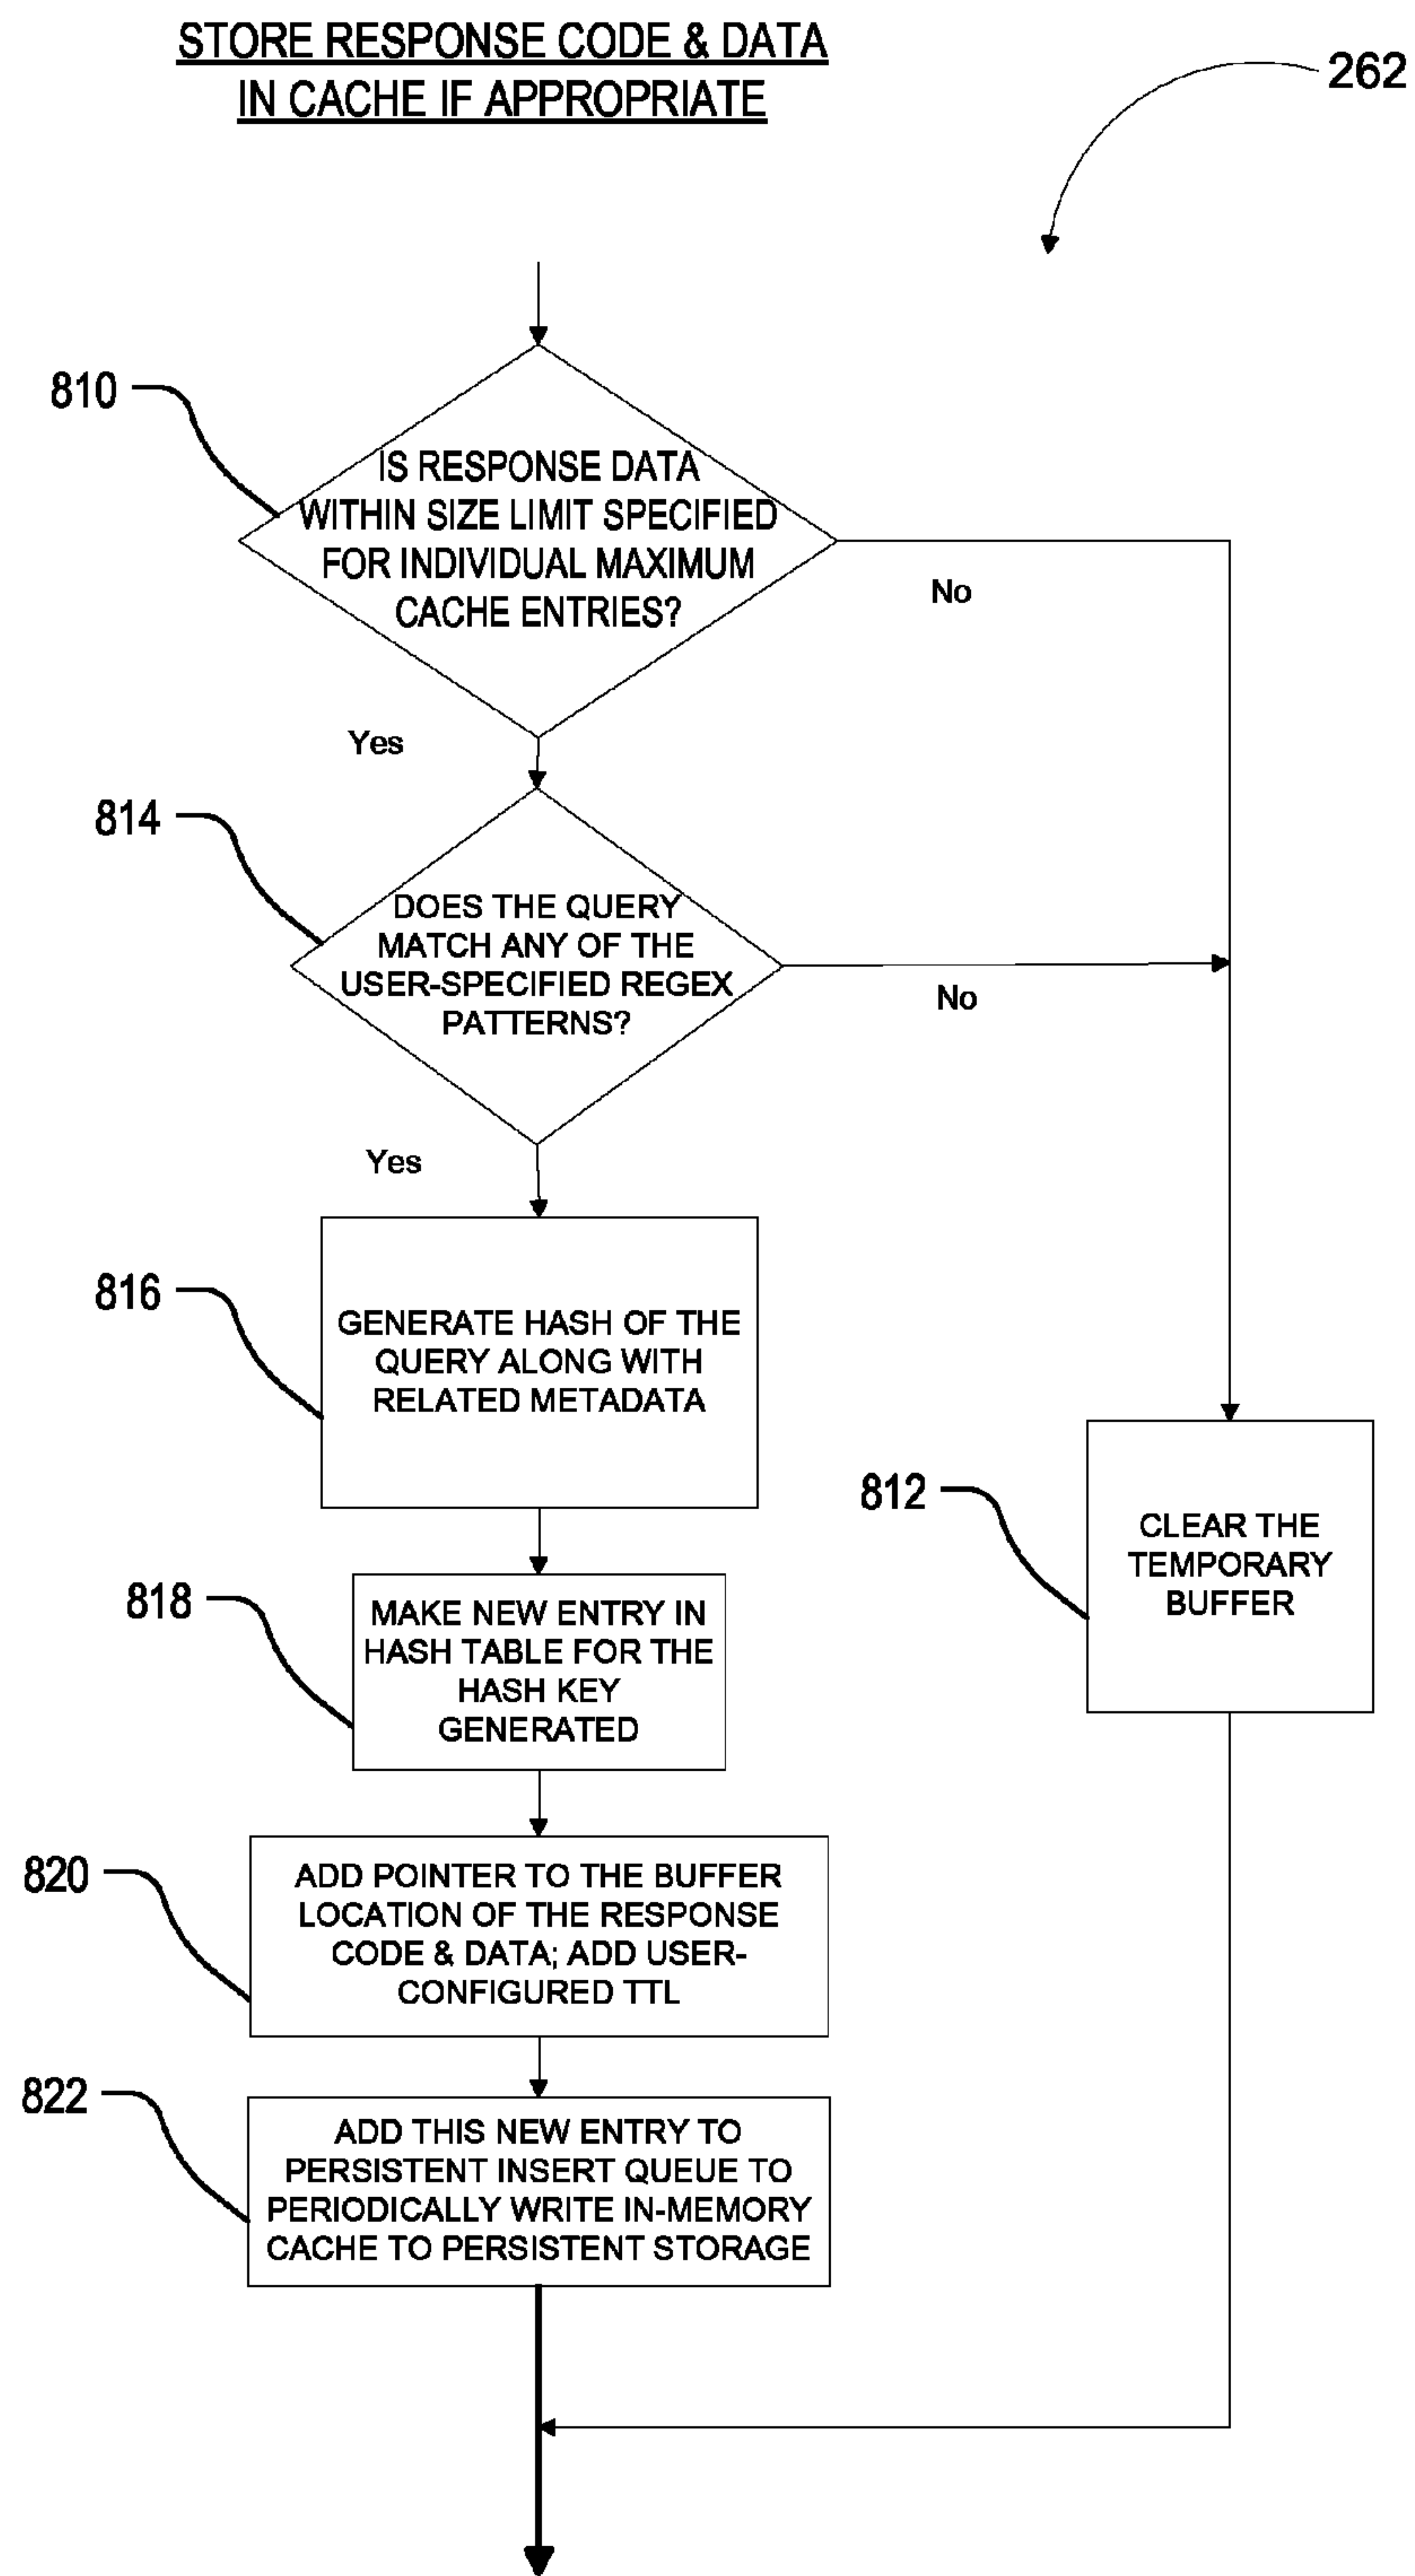 STORE RESPONSE CODE & DATA
IN CACHE IF APPROPRIATE
262
810
IS RESPONSE DATA
WITHIN SIZE LIMIT SPECIFIED
FOR INDIVIDUAL MAXIMUM
CACHE ENTRIES?
No
Yes
814
DOES THE QUERY
MATCH ANY OF THE
USER-SPECIFIED REGEX
PATTERNS?
No
Yes
816
GENERATE HASH OF THE
QUERY ALONG WITH
RELATED METADATA
812
CLEAR THE
TEMPORARY
BUFFER
818
MAKE NEW ENTRY IN
HASH TABLE FOR THE
HASH KEY
GENERATED
820
ADD POINTER TO THE BUFFER
LOCATION OF THE RESPONSE
CODE & DATA; ADD USER-
CONFIGURED TTL
822
ADD THIS NEW ENTRY TO
PERSISTENT INSERT QUEUE TO
PERIODICALLY WRITE IN-MEMORY
CACHE TO PERSISTENT STORAGE